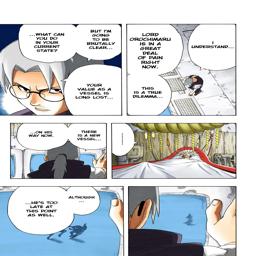 I
UNDERSTAND...
LORD
OROCHIMARU
IS IN A
GREAT
DEAL
OF PAIN
RIGHT
NOW.
THIS IS
A TRUE
DILEMMA...
BUT I'M
GOING
TO BE
BRUTALLY
CLEAR...
...WHAT
CAN YOU
DO IN
YOUR
CURRENT
STATE?
YOUR
VALUE AS A
VESSEL IS
LONG LOST...
THERE IS
A NEW
VESSEL...
...ON HIS
WAY NOW.
ALTHOUGH
...
...HE'S TOO
LATE AT
THIS POINT
AS WELL.